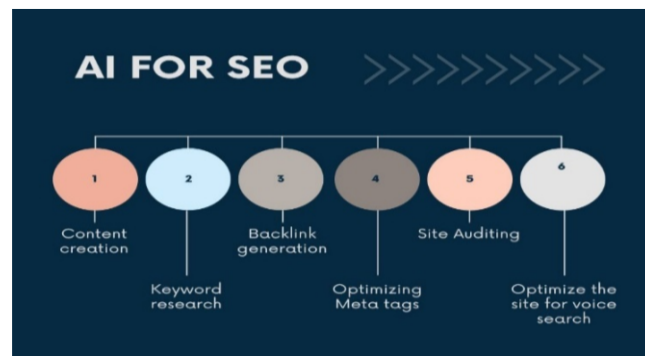 AI FOR SEO
1
2
3
4
5
6
Content
creation
Keyword
research
Backlink
generation
Optimizing
Meta tags
Site Auditing
Optimize the
site for voice
search